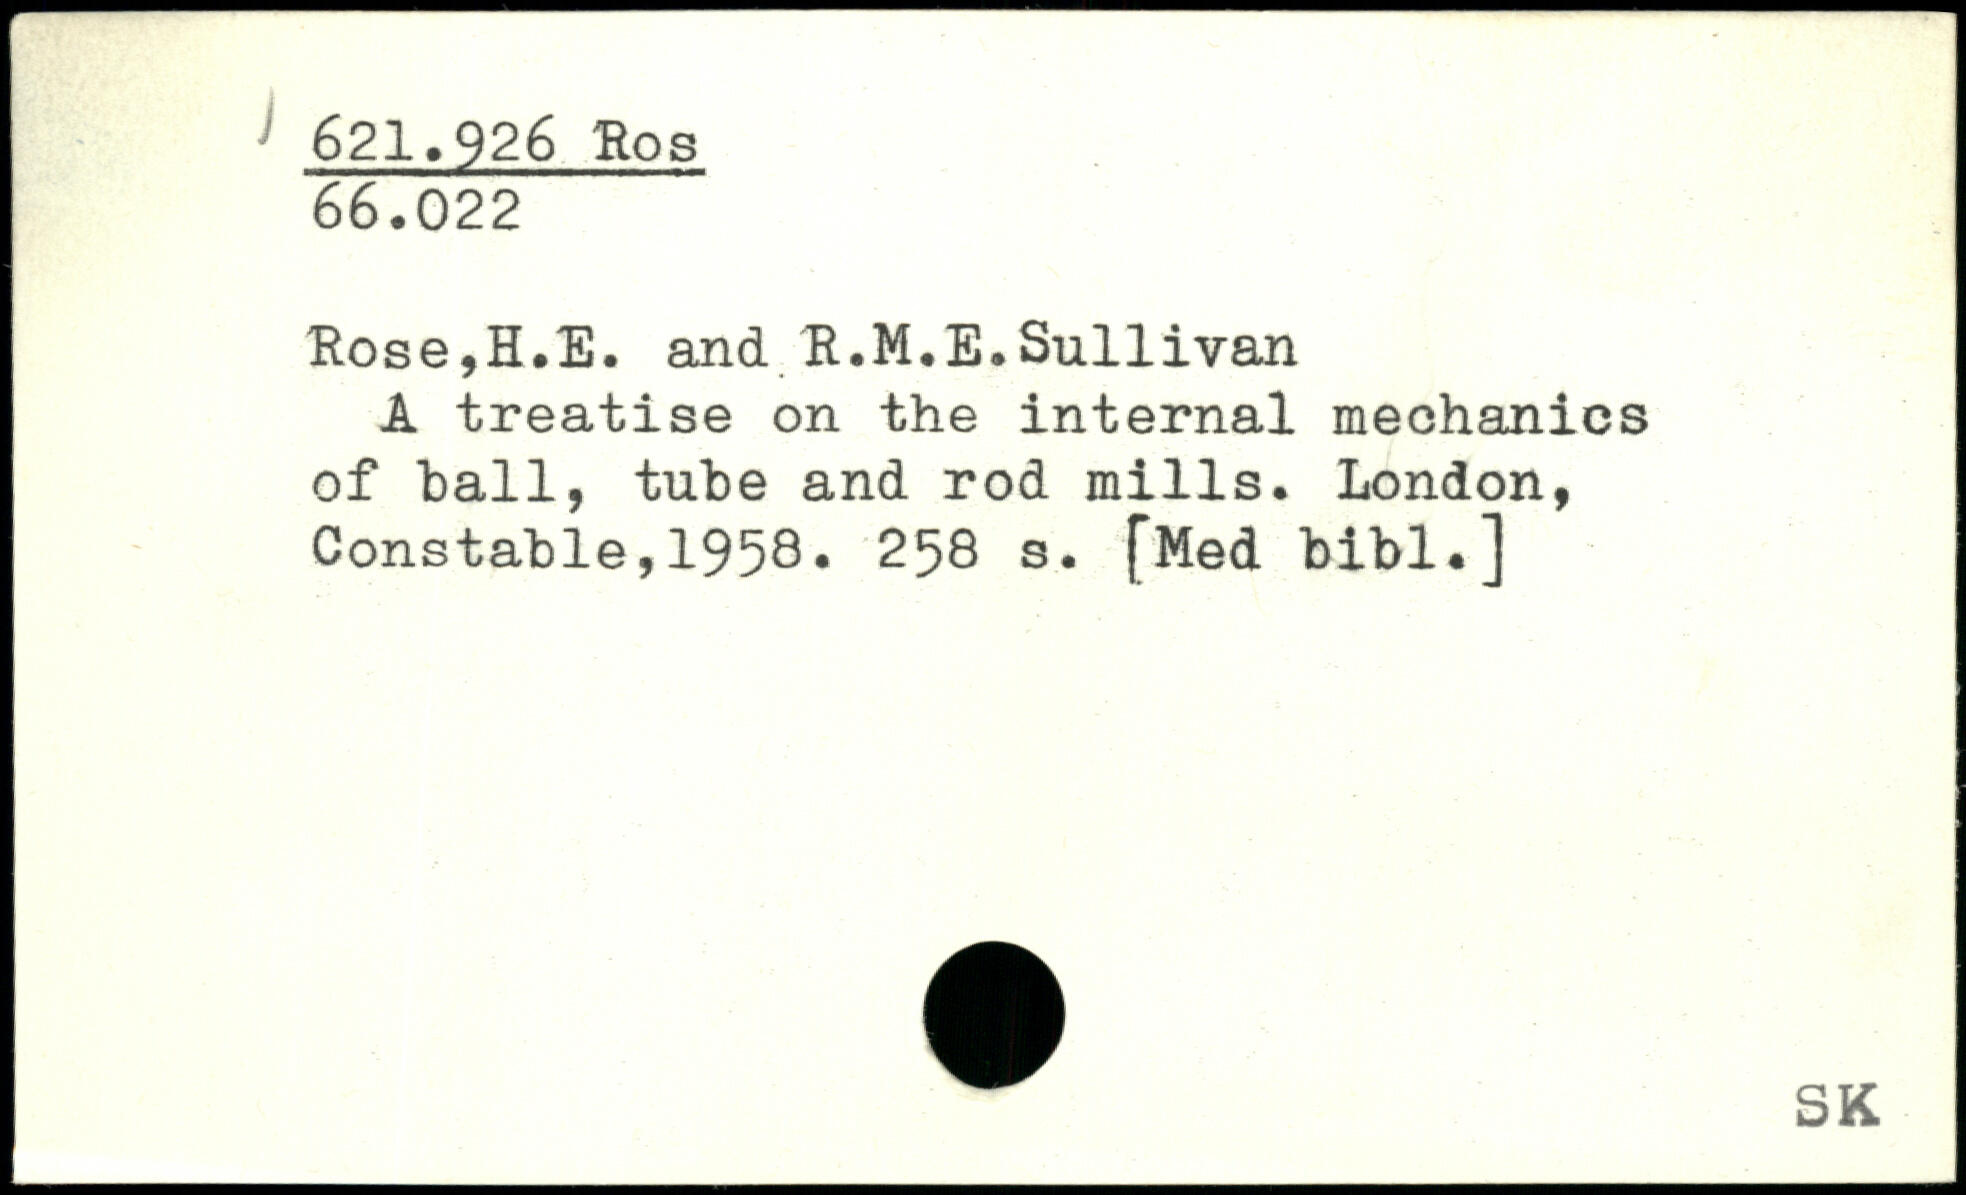 621.926 Ros
66.022
Rose,H.E. and R.M.E.Sullivan
A treatise on the internal mechanics
of ball, tube and rod mills. London,
Constable,1958. 258 s. [Med bibl.]
SK